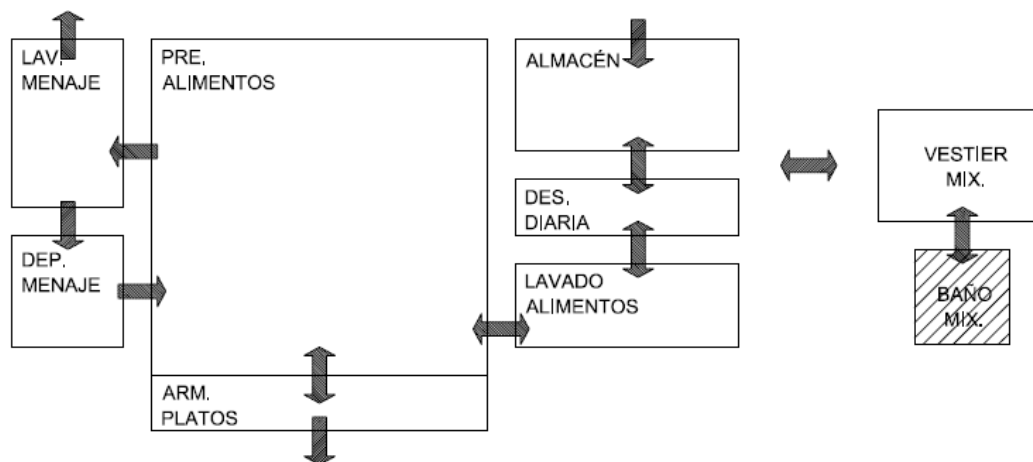 LAV.
MENAJE
PRE.
ALIMENTOS
ALMACÉN
VESTIER
MIX.
DES.
DIARIA
DEP.
MENAJE
LAVADO
ALIMENTOS
BAÑO
MIX.
ARM.
PLATOS